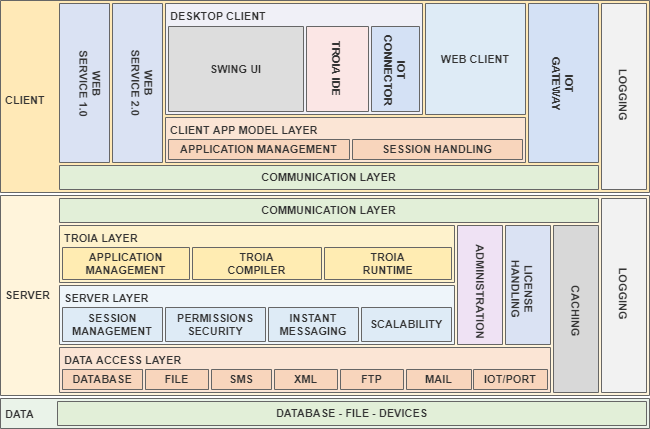 CLIENT
WEB
SERVICE 1.0
WEB
SERVICE 2.0
DESKTOP CLIENT
SWING UI
TROIA IDE
IOT
CONNECTOR
WEB CLIENT
IOT
GATEWAY
LOGGING
CLIENT APP MODEL LAYER
APPLICATION MANAGEMENT
SESSION HANDLING
COMMUNICATION LAYER
SERVER
COMMUNICATION LAYER
TROIA LAYER
APPLICATION
MANAGEMENT
TROIA
COMPILER
TROIA
RUNTIME
SERVER LAYER
SESSION
MANAGEMENT
PERMISSIONS
SECURITY
INSTANT
MESSAGING
SCALABILITY
ADMINISTRATION
LICENSE
HANDLING
CACHING
LOGGING
DATA ACCESS LAYER
DATABASE
FILE
SMS
XML
FTP
MAIL
IOT/PORT
DATA
DATABASE - FILE - DEVICES